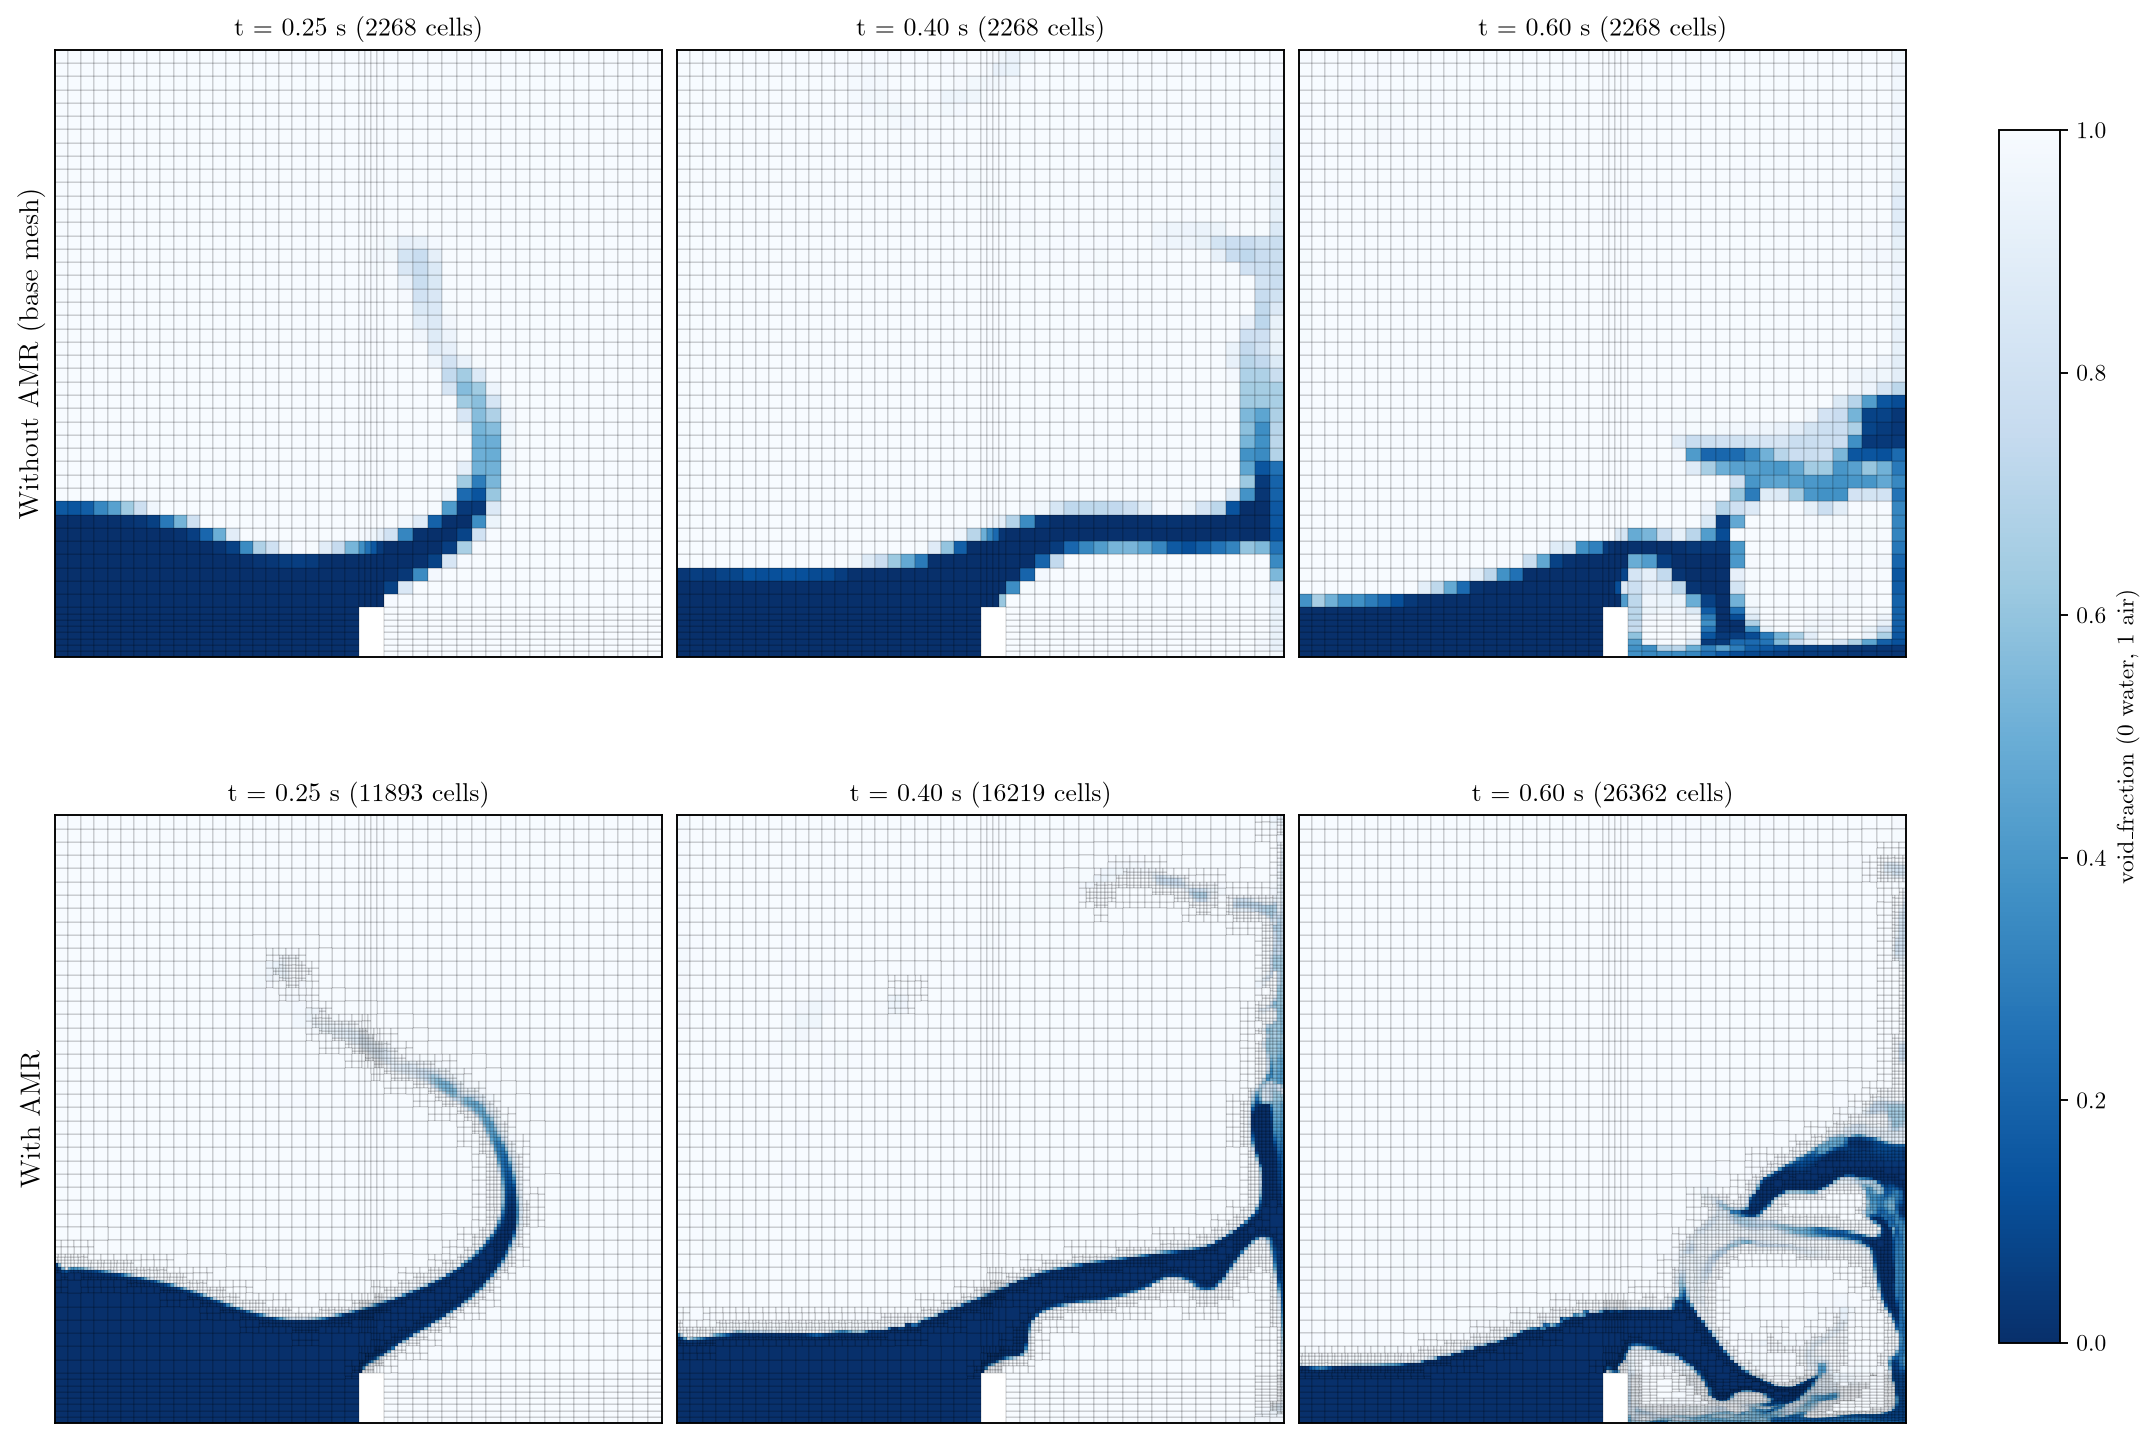 t = 0.25 s (2268 cells)
t = 0.40 s (2268 cells)
t = 0.60 s (2268 cells)
Without AMR (base mesh)
t = 0.25 s (11893 cells)
t = 0.40 s (16219 cells)
t = 0.60 s (26362 cells)
With AMR
1.0
0.8
0.6
0.4
0.2
0.0
void_fraction (0 water, 1 air)